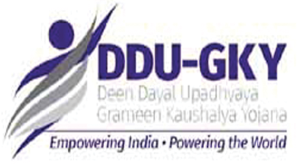 DDU-GKY
Deen Dayal Upadhyaya
Grameen Kaushalya Yojana
Empowering India • Powering the World